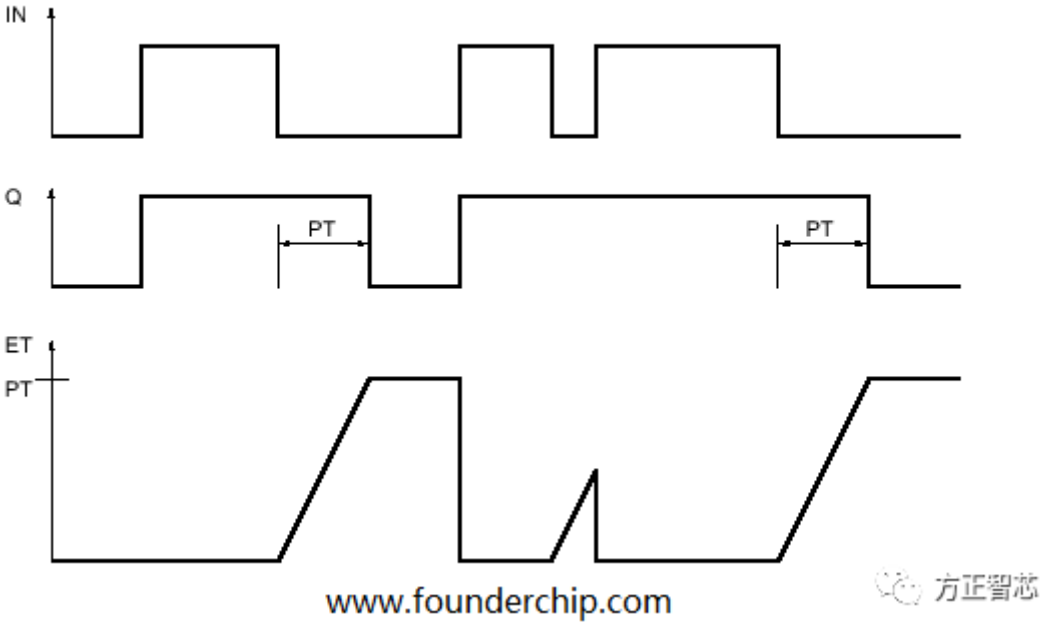 IN
Q
PT
PT
ET
PT
www.founderchip.com
方正智芯